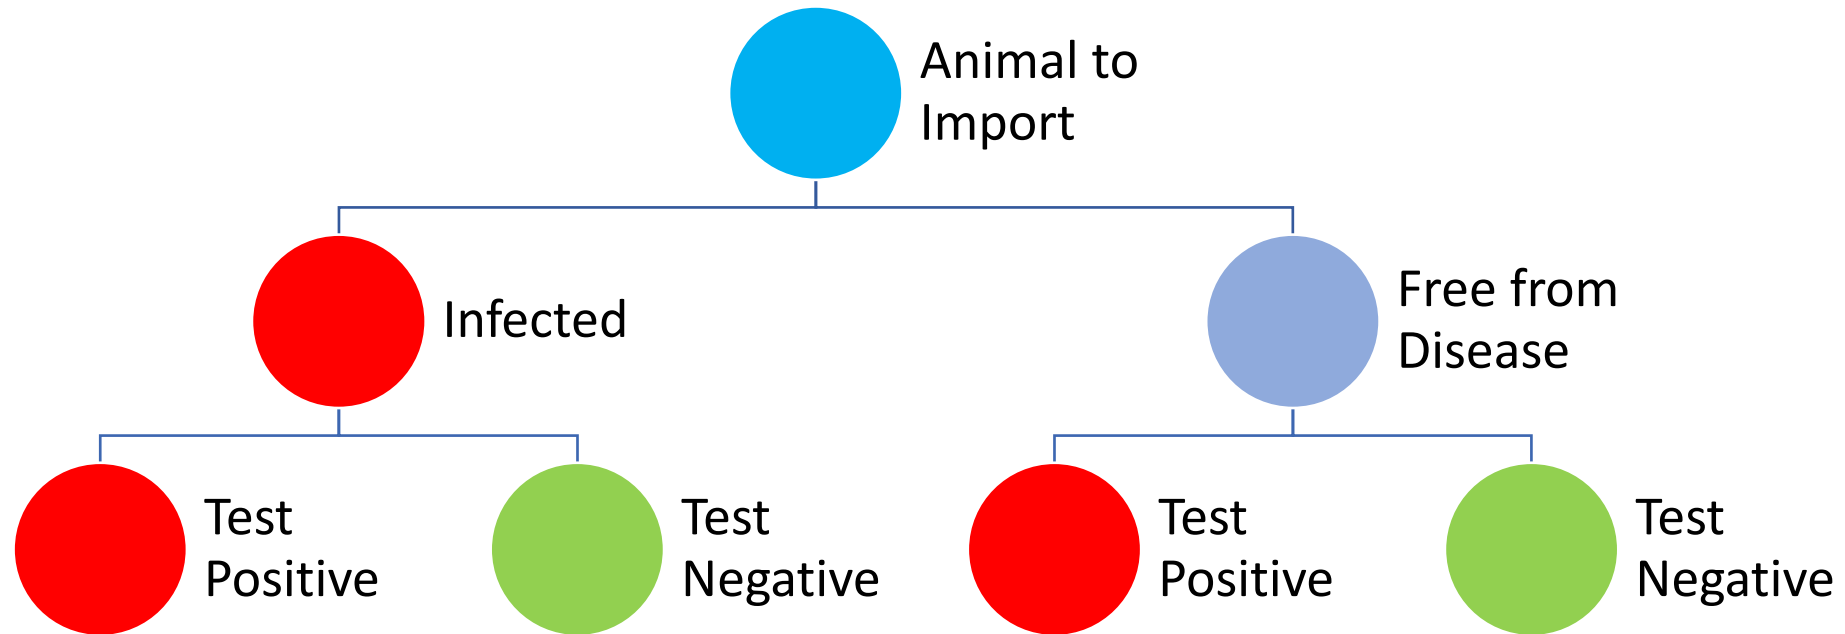 Animal to
Import
Infected
Free from
Disease
Test
Positive
Test
Negative
Test
Positive
Test
Negative